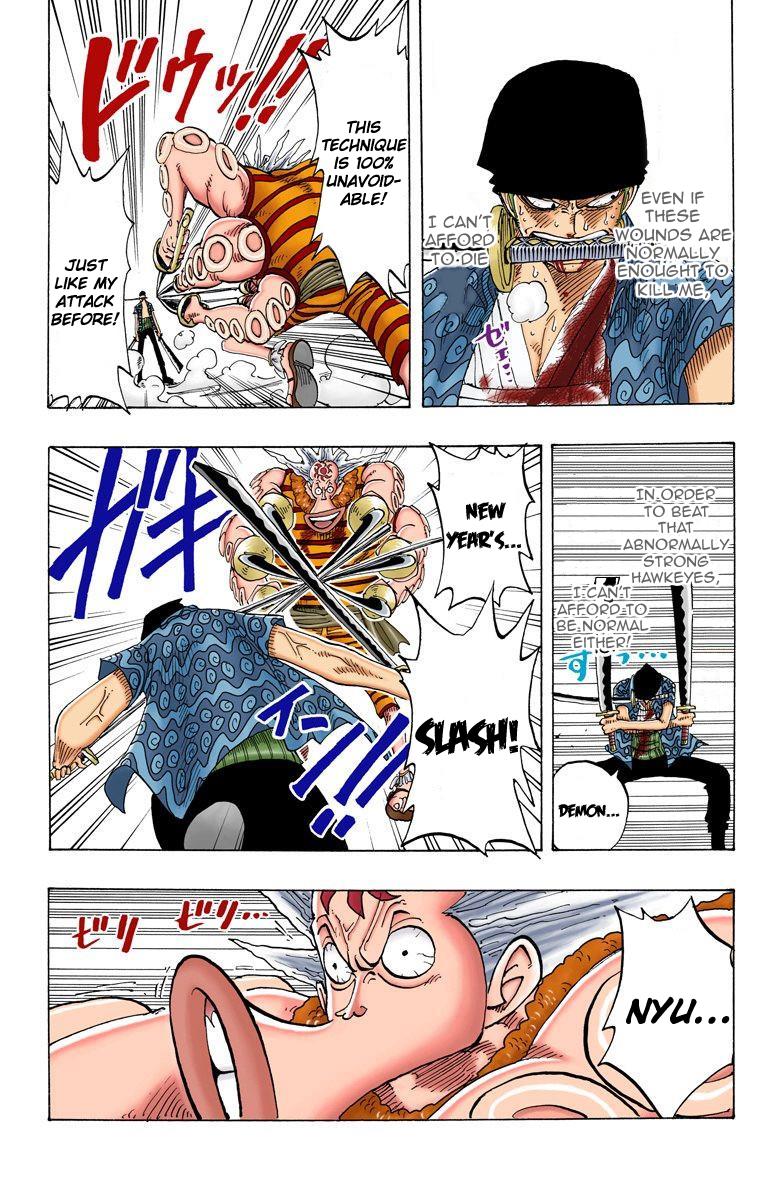 EVEN IF
THESE
WOUNDS ARE
NORMALLY
ENOUGHT TO
KILL ME,
I CAN'T
AFFORD
TO DIE
ゼェ…
ドウッ!!
THIS
TECHNIQUE
IS 100%
UNAVOID-
ABLE!
JUST
LIKE MY
ATTACK
BEFORE!
IN ORDER
TO BEAT
THAT
ABNORMALLY
STRONG
HAWKEYES,
I CAN'T
AFFORD TO
BE NORMAL
EITHER!
すっ…
DEMON...
NEW
YEAR'S...
SLASH!
ガキ
イーン!!!
ビリ
ビリ…
NYU...